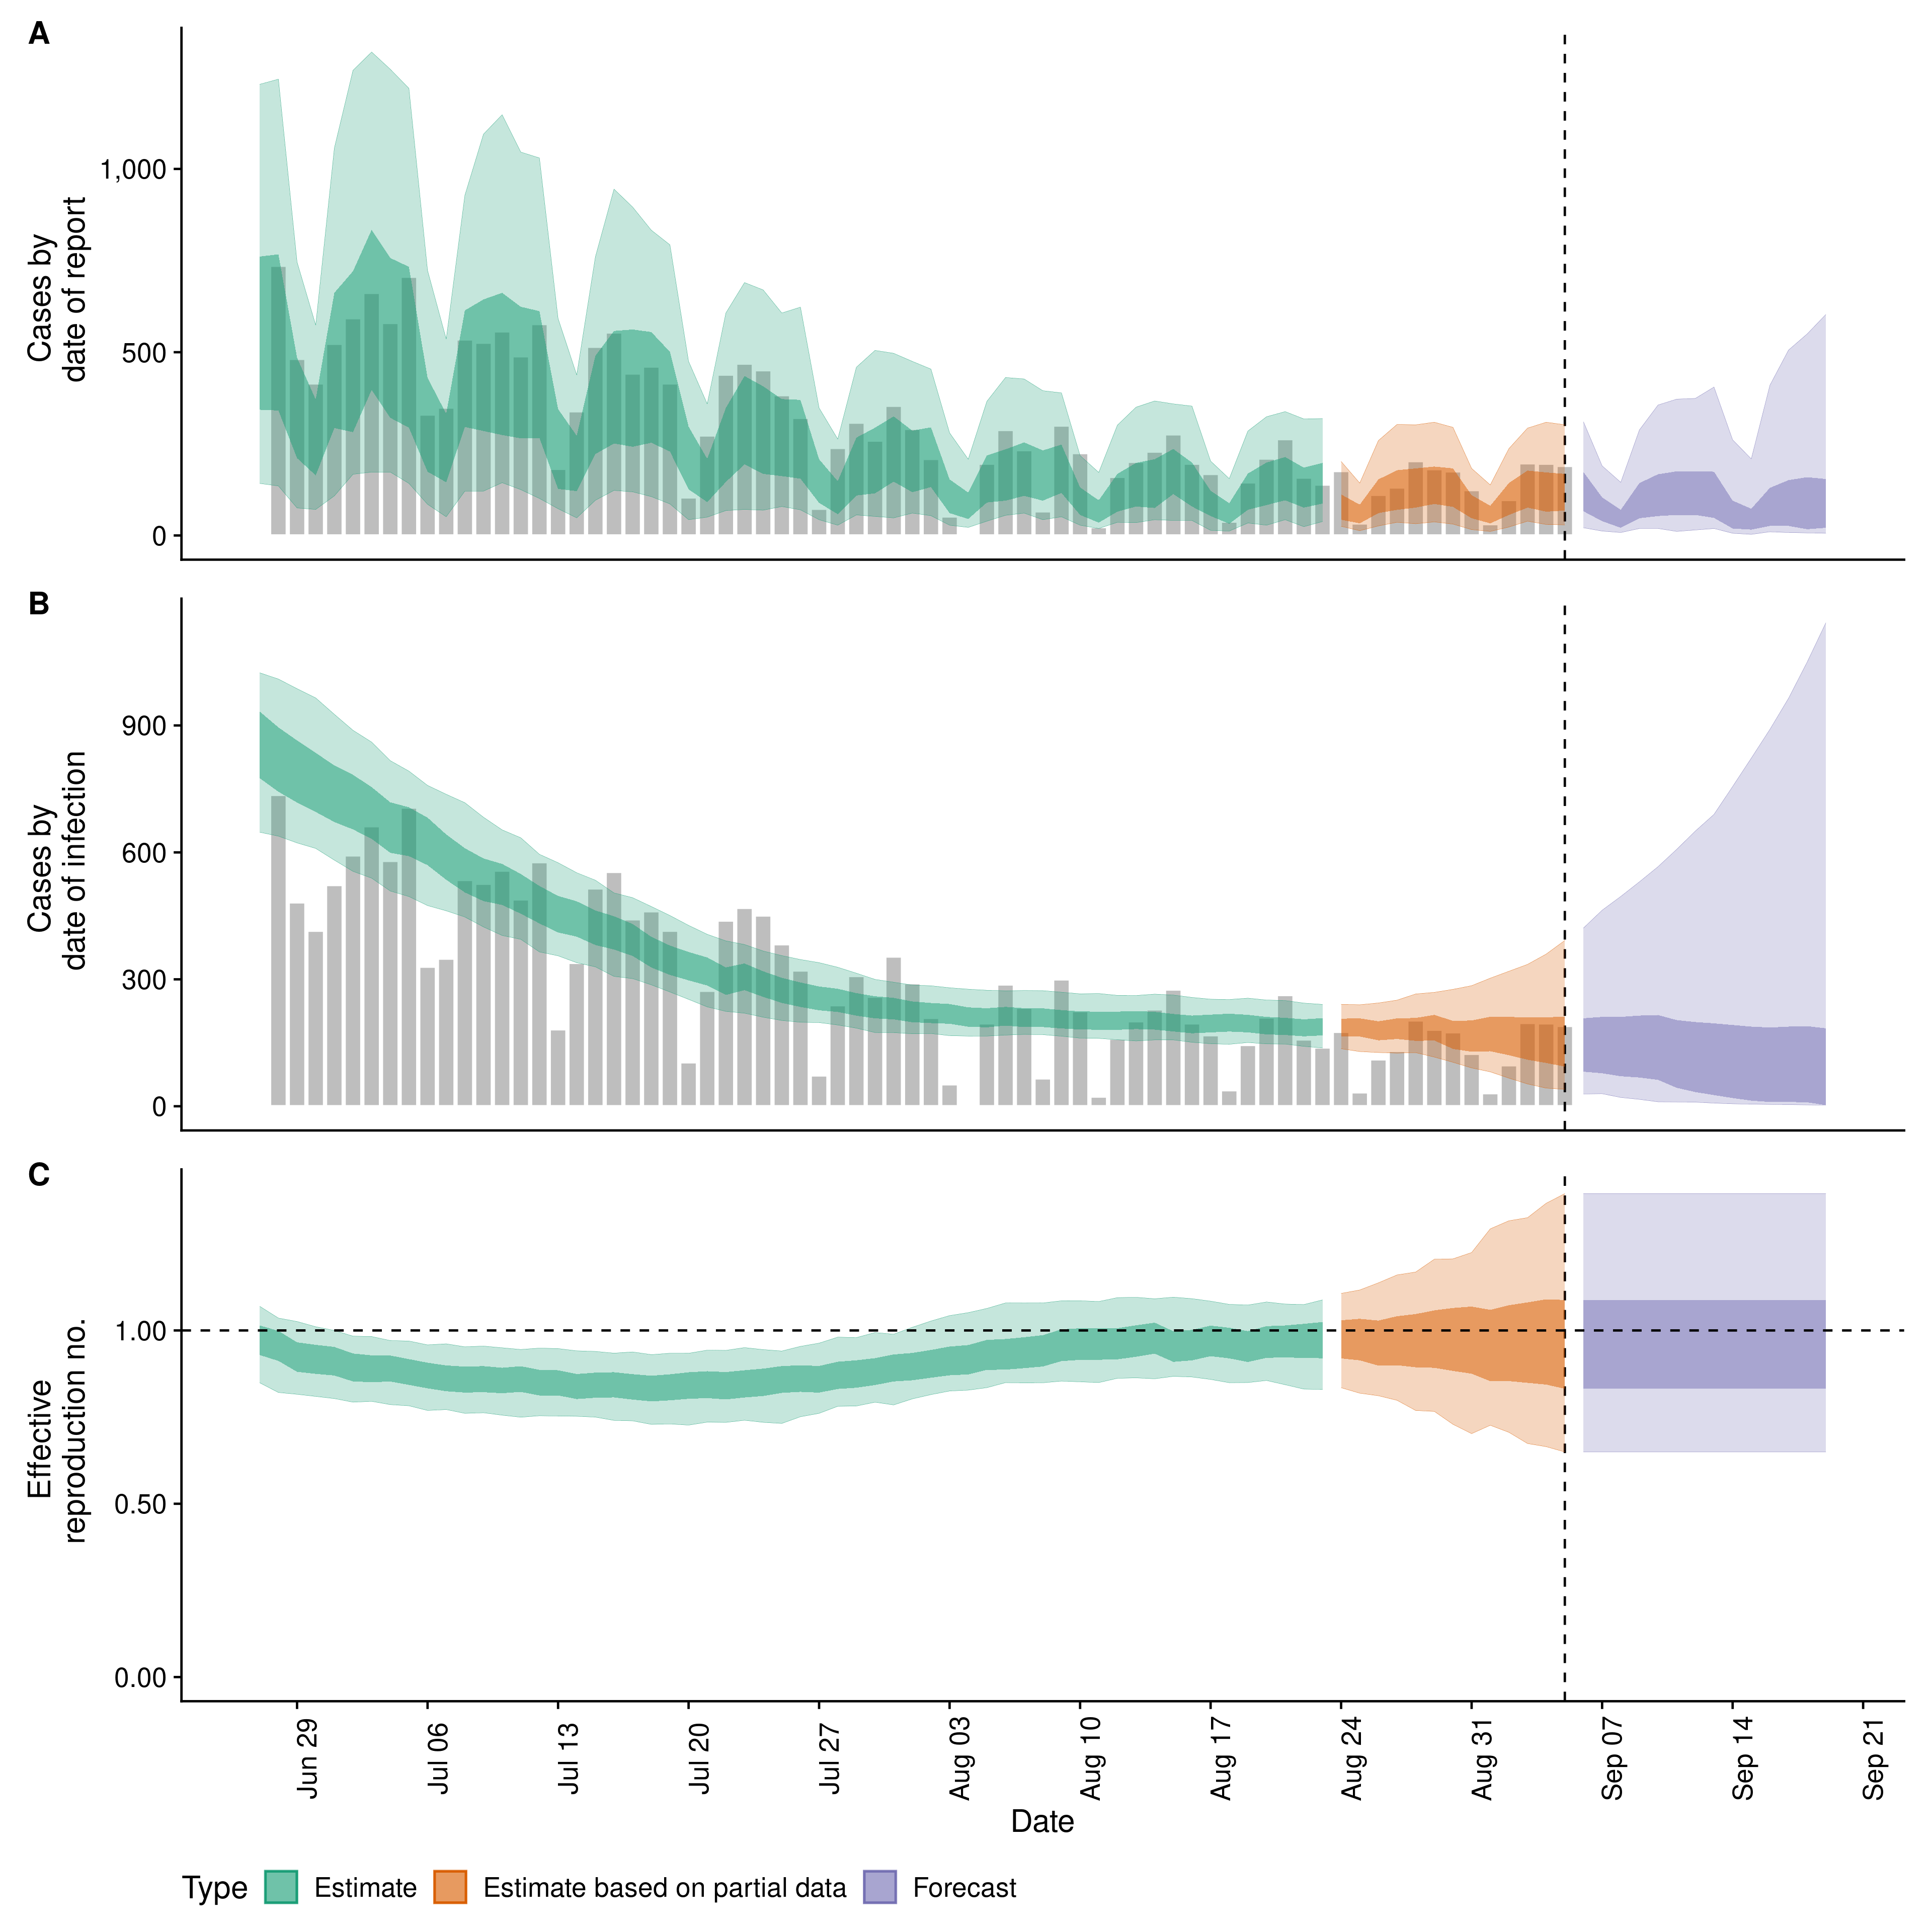 A
Cases by
date of report
1,000
500
0
B
Cases by
date of infection
900
600
300
0
C
Effective
reproduction no.
1.00
0.50
0.00
Jun 29
Jul 06
Jul 13
Jul 20
Jul 27
Aug 03
Aug 10
Aug 17
Aug 24
Aug 31
Sep 07
Sep 14
Sep 21
Date
Type Estimate Estimate based on partial data Forecast